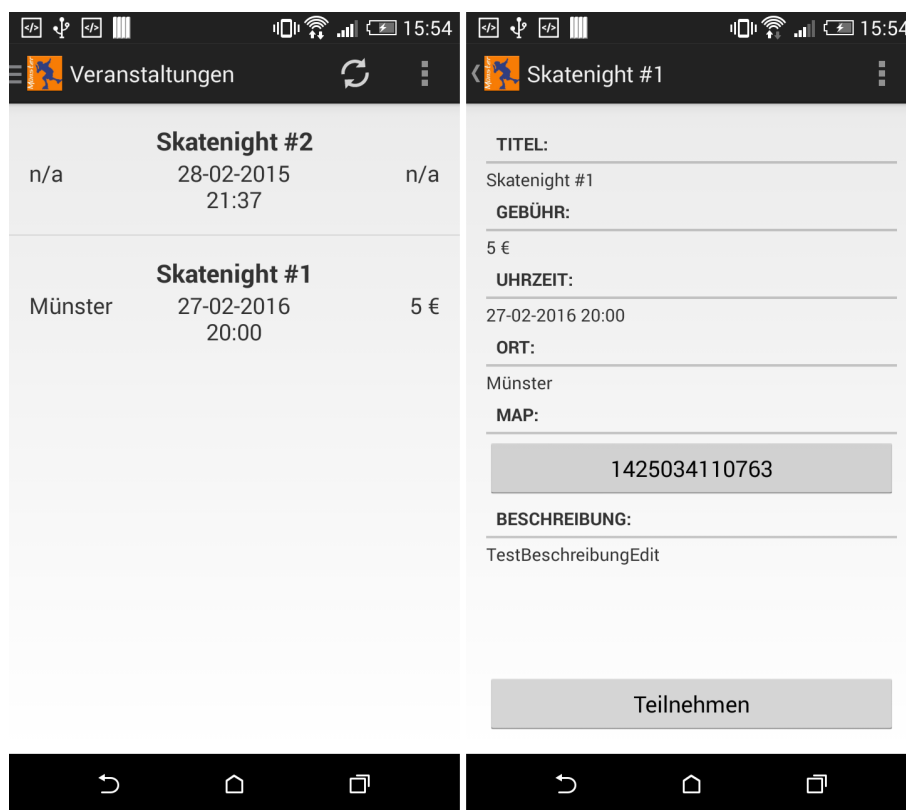 15:54
Veranstaltungen
Skatenight #2
n/a 28-02-2015 n/a
21:37
Skatenight #1
Münster 27-02-2016 5 €
20:00
15:54
Skatenight #1
TITEL:
Skatenight #1
GEBÜHR:
5 €
UHRZEIT:
27-02-2016 20:00
ORT:
Münster
MAP:
1425034110763
BESCHREIBUNG:
TestBeschreibungEdit
Teilnehmen